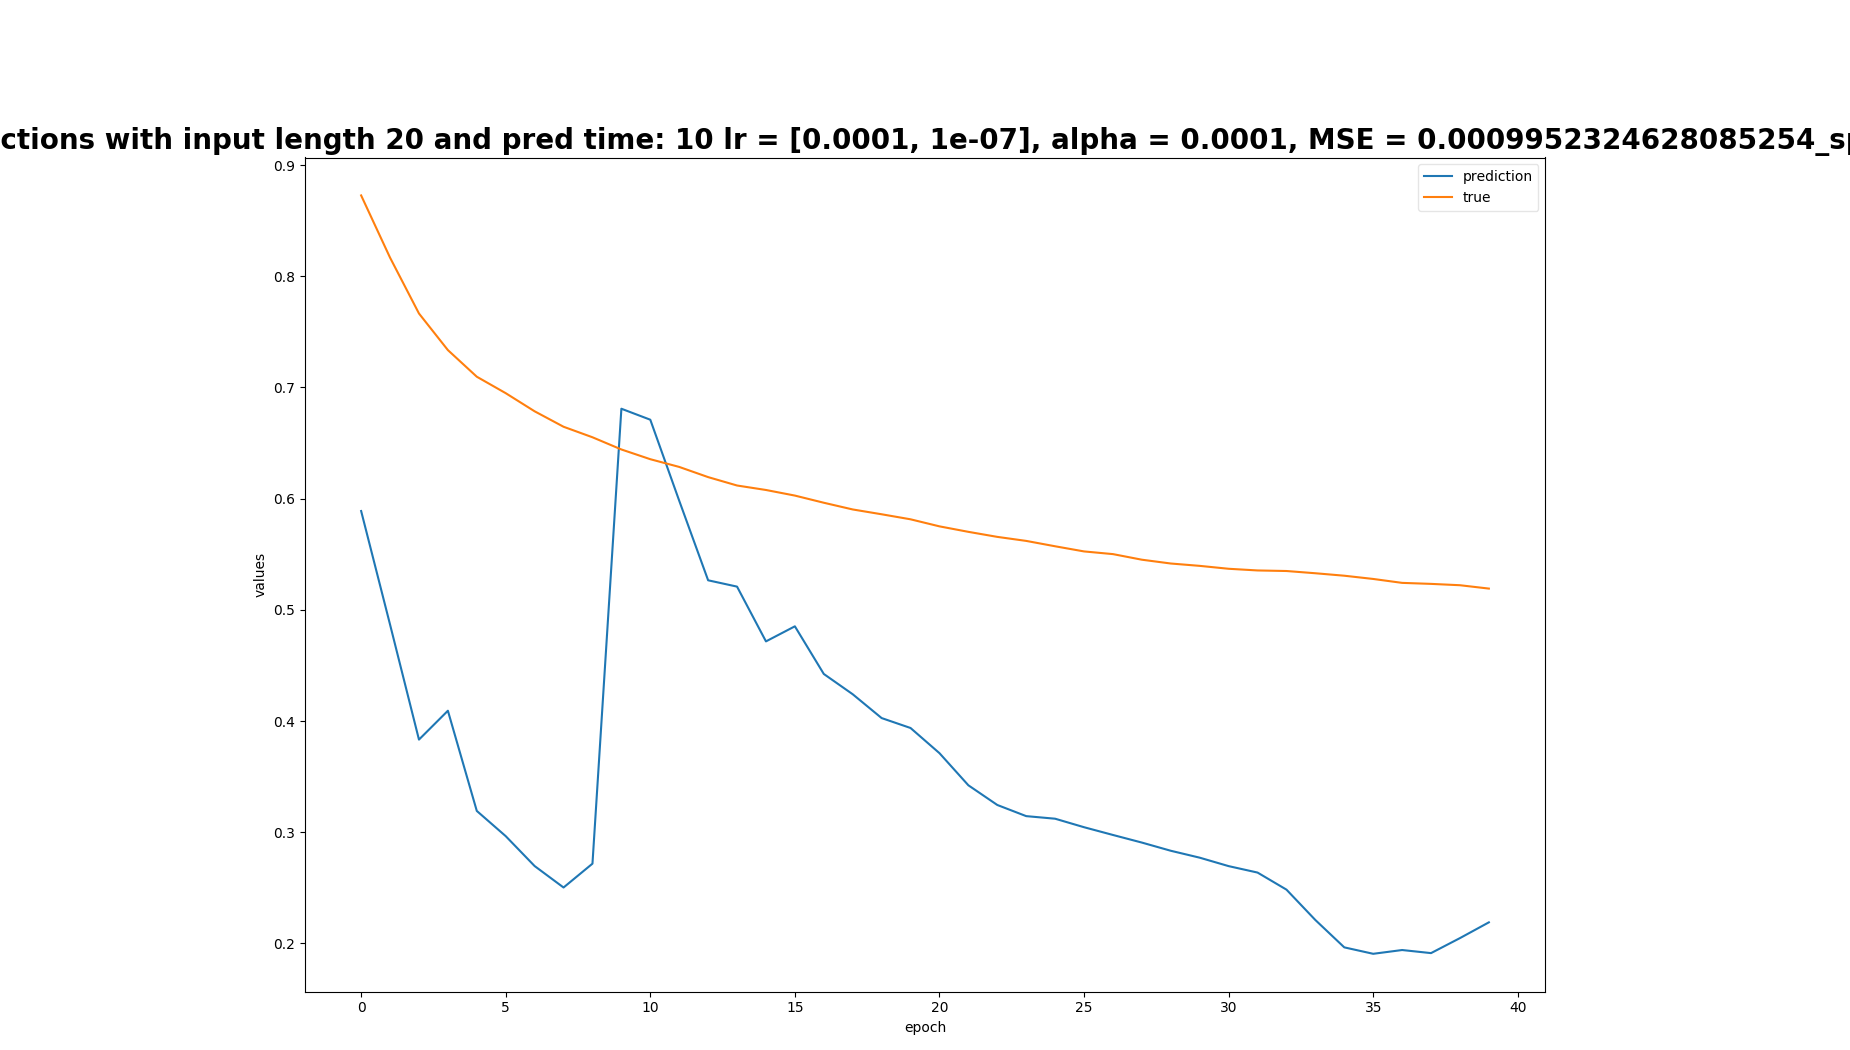 ctions with input length 20 and pred time: 10 lr = [0.0001, 1e-07], alpha = 0.0001, MSE = 0.0009952324628085254_sp
prediction
true
0.9
0.8
0.7
0.6
0.5
0.4
0.3
0.2
values
0 5 10 15 20 25 30 35 40
epoch